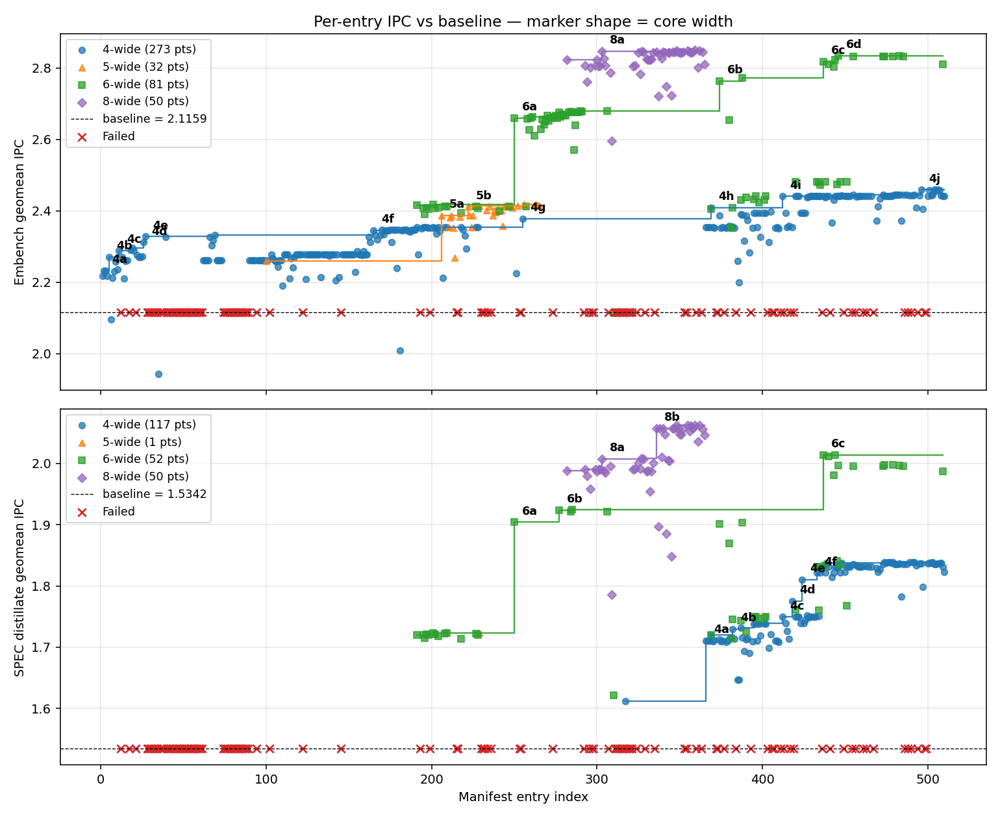 Per-entry IPC vs baseline — marker shape = core width
4-wide (273 pts)
5-wide (32 pts)
6-wide (81 pts)
8-wide (50 pts)
baseline = 2.1159
Failed
Embench geomean IPC
2.8
2.6
2.4
2.2
2.0
4a
4b
4c
4d
4e
4f
5a
5b
4g
6a
8a
6b
6c
6d
4h
4i
4j
4-wide (117 pts)
5-wide (1 pts)
6-wide (52 pts)
8-wide (50 pts)
baseline = 1.5342
Failed
SPEC distillate geomean IPC
2.0
1.9
1.8
1.7
1.6
6a
6b
8a
8b
6c
4a
4b
4c
4d
4e
4f
0
100
200
300
400
500
Manifest entry index